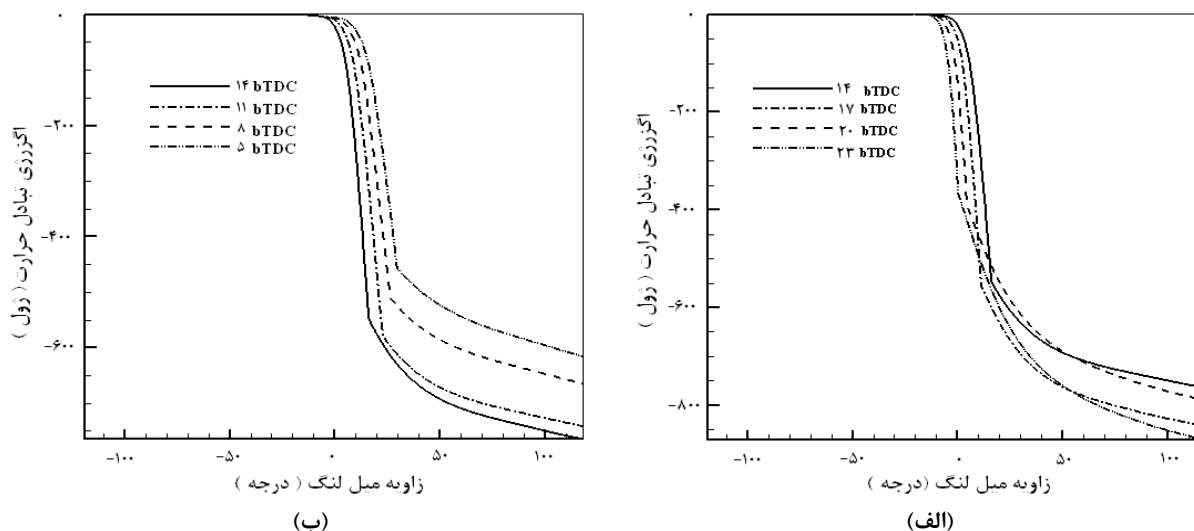 ۱۴ bTDC
۱۷ bTDC
۲۰ bTDC
۲۳ bTDC
اگزرژی تبادل حرارت ( ژول )
۰
-۲۰۰
-۴۰۰
-۶۰۰
-۸۰۰
-۱۰۰ -۵۰ ۰ ۵۰ ۱۰۰
زاویه میل لنگ ( درجه )
(الف)
۱۴ bTDC
۱۱ bTDC
۸ bTDC
۵ bTDC
اگزرژی تبادل حرارت ( ژول )
۰
-۲۰۰
-۴۰۰
-۶۰۰
-۱۰۰ -۵۰ ۰ ۵۰ ۱۰۰
زاویه میل لنگ ( درجه )
(ب)